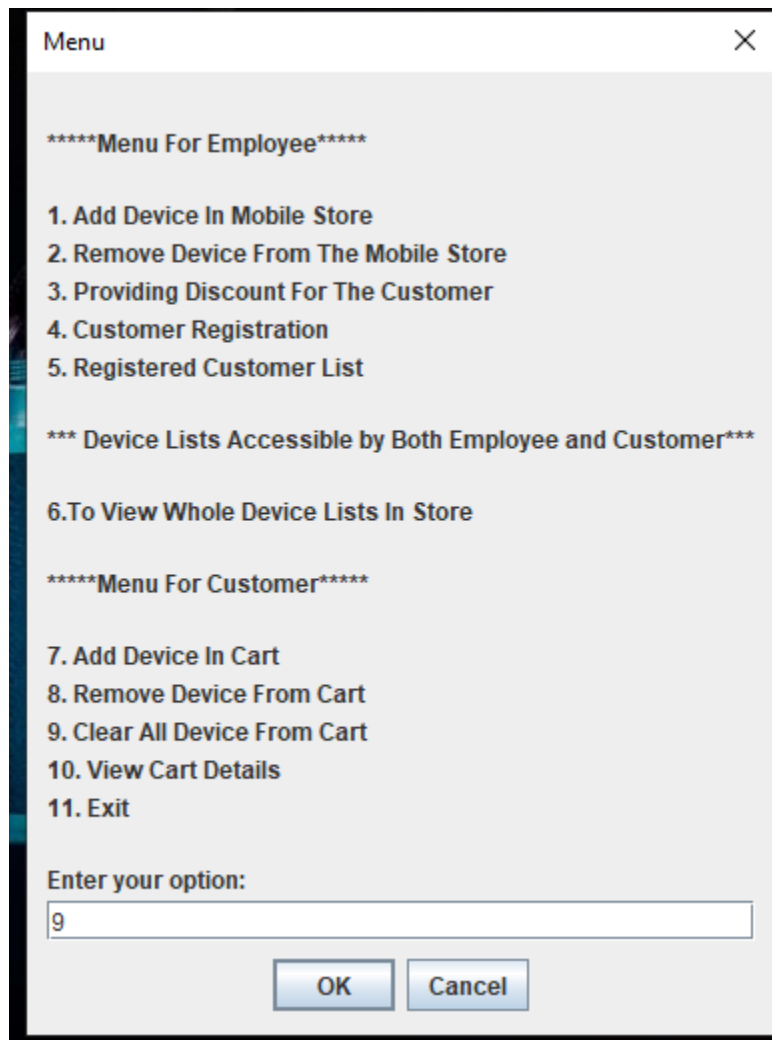 Menu
*****Menu For Employee*****
1. Add Device In Mobile Store
2. Remove Device From The Mobile Store
3. Providing Discount For The Customer
4. Customer Registration
5. Registered Customer List
*** Device Lists Accessible by Both Employee and Customer***
6.To View Whole Device Lists In Store
*****Menu For Customer*****
7. Add Device In Cart
8. Remove Device From Cart
9. Clear All Device From Cart
10. View Cart Details
11. Exit
Enter your option:
9
OK Cancel